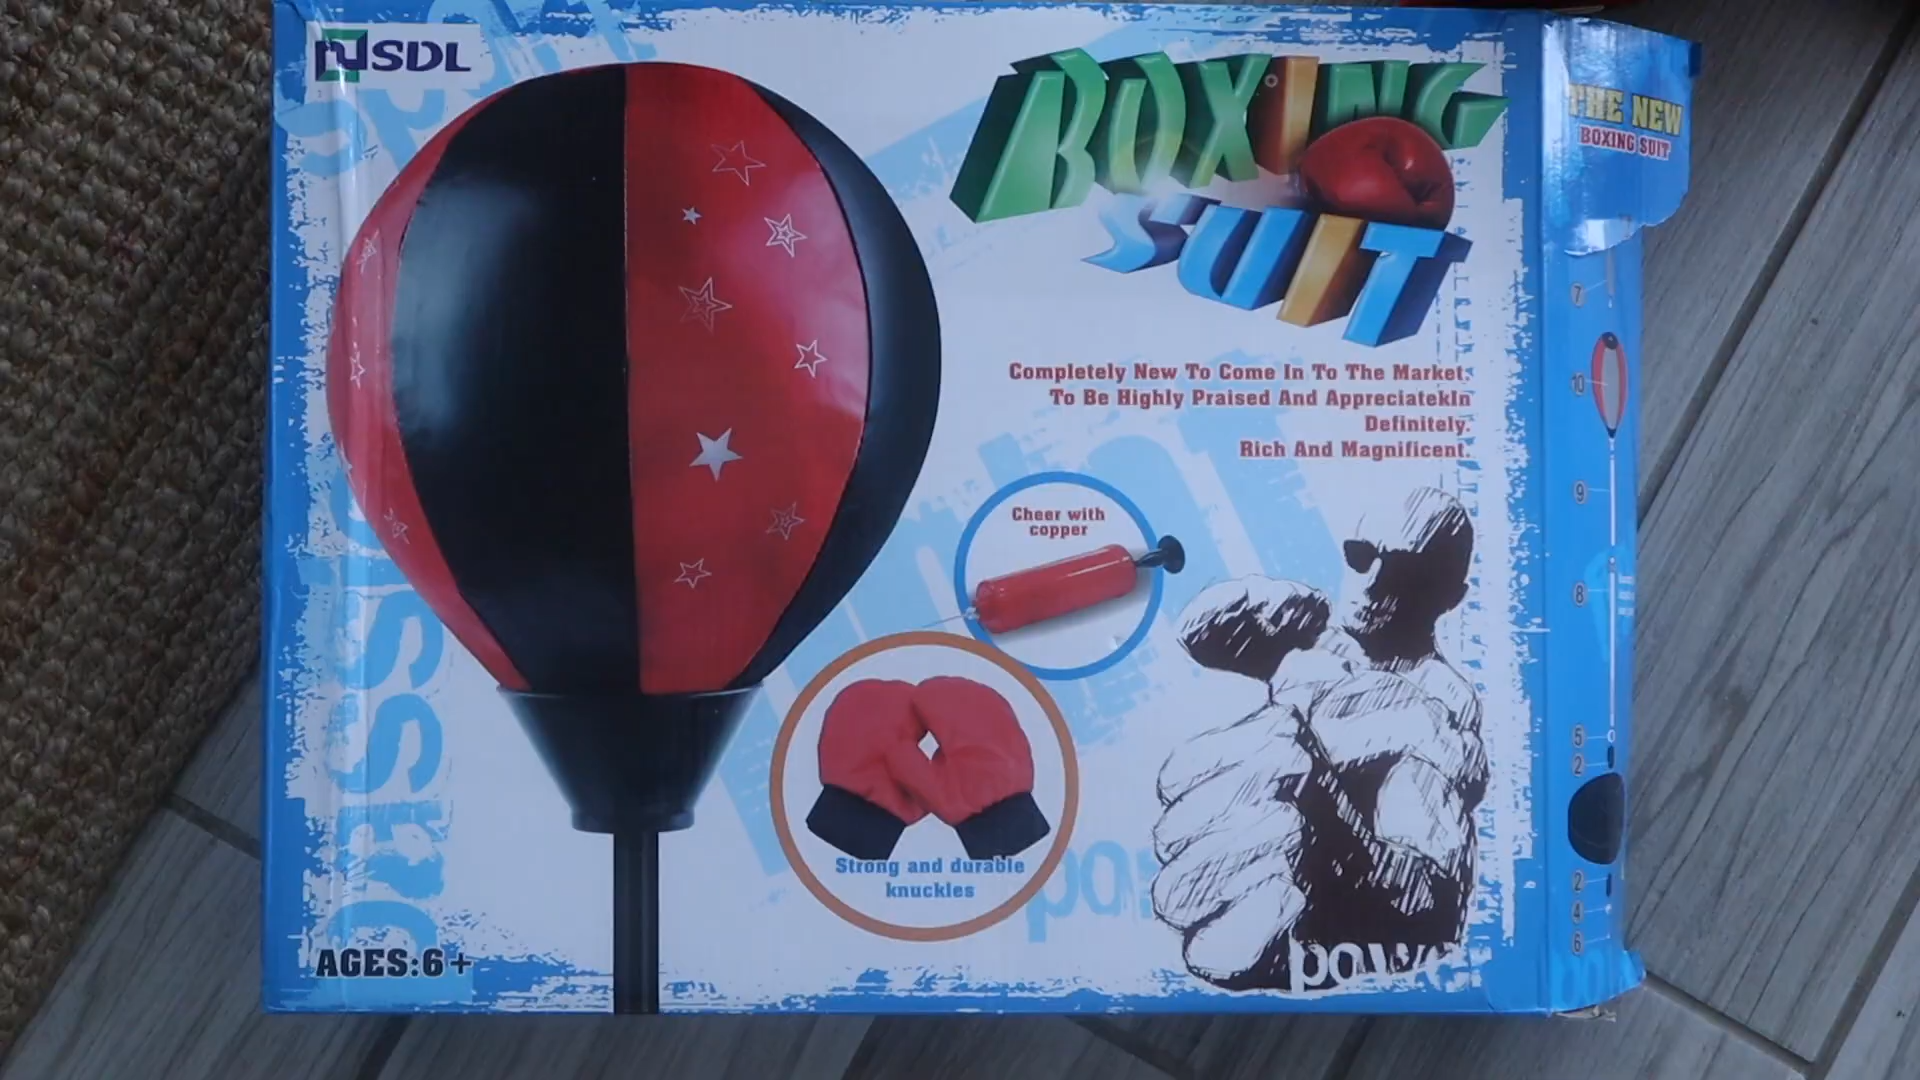 SDL
BOXING
SUIT
THE NEW
BOXING SUIT
Completely New To Come In To The Market.
To Be Highly Praised And AppreciatekIn
Definitely.
Rich And Magnificent.
Cheer with
copper
Strong and durable
knuckles
AGES:6+
power
7
10
9
8
5
2
2
4
6